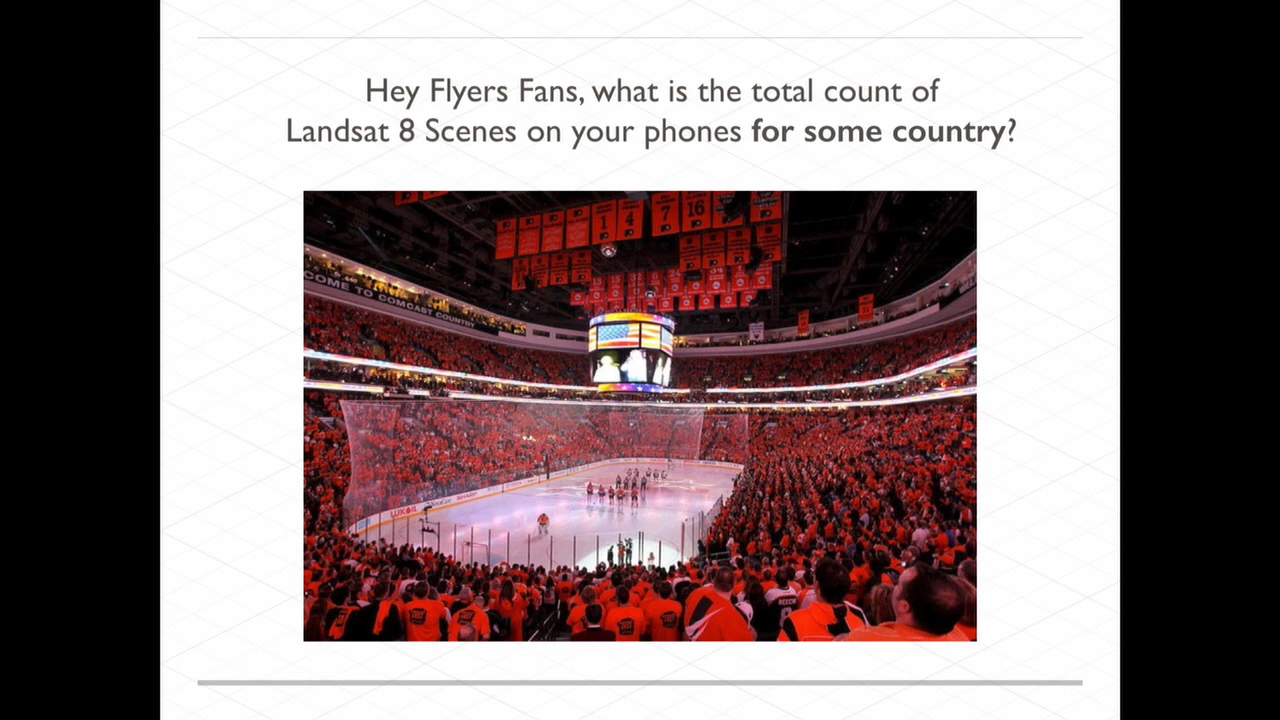 Hey Flyers Fans, what is the total count of
Landsat 8 Scenes on your phones for some country?
1
4
7
16
COME TO COMCAST COUNTRY
LUKOIL